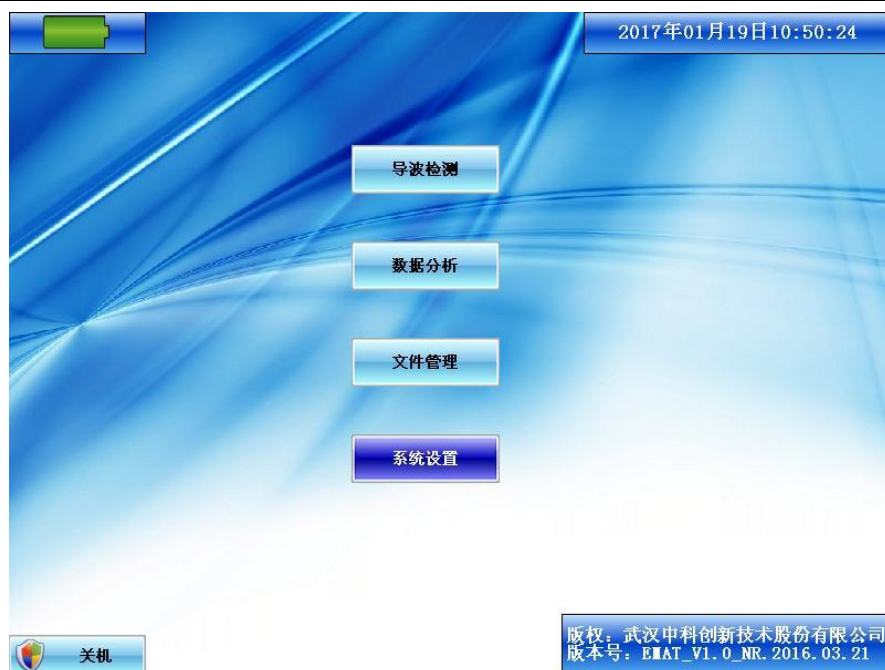 2017年01月19日10:50:24
导波检测
数据分析
文件管理
系统设置
关机
版权：武汉中科创新技术股份有限公司
版本号：EMAT_V1.0_NR.2016.03.21